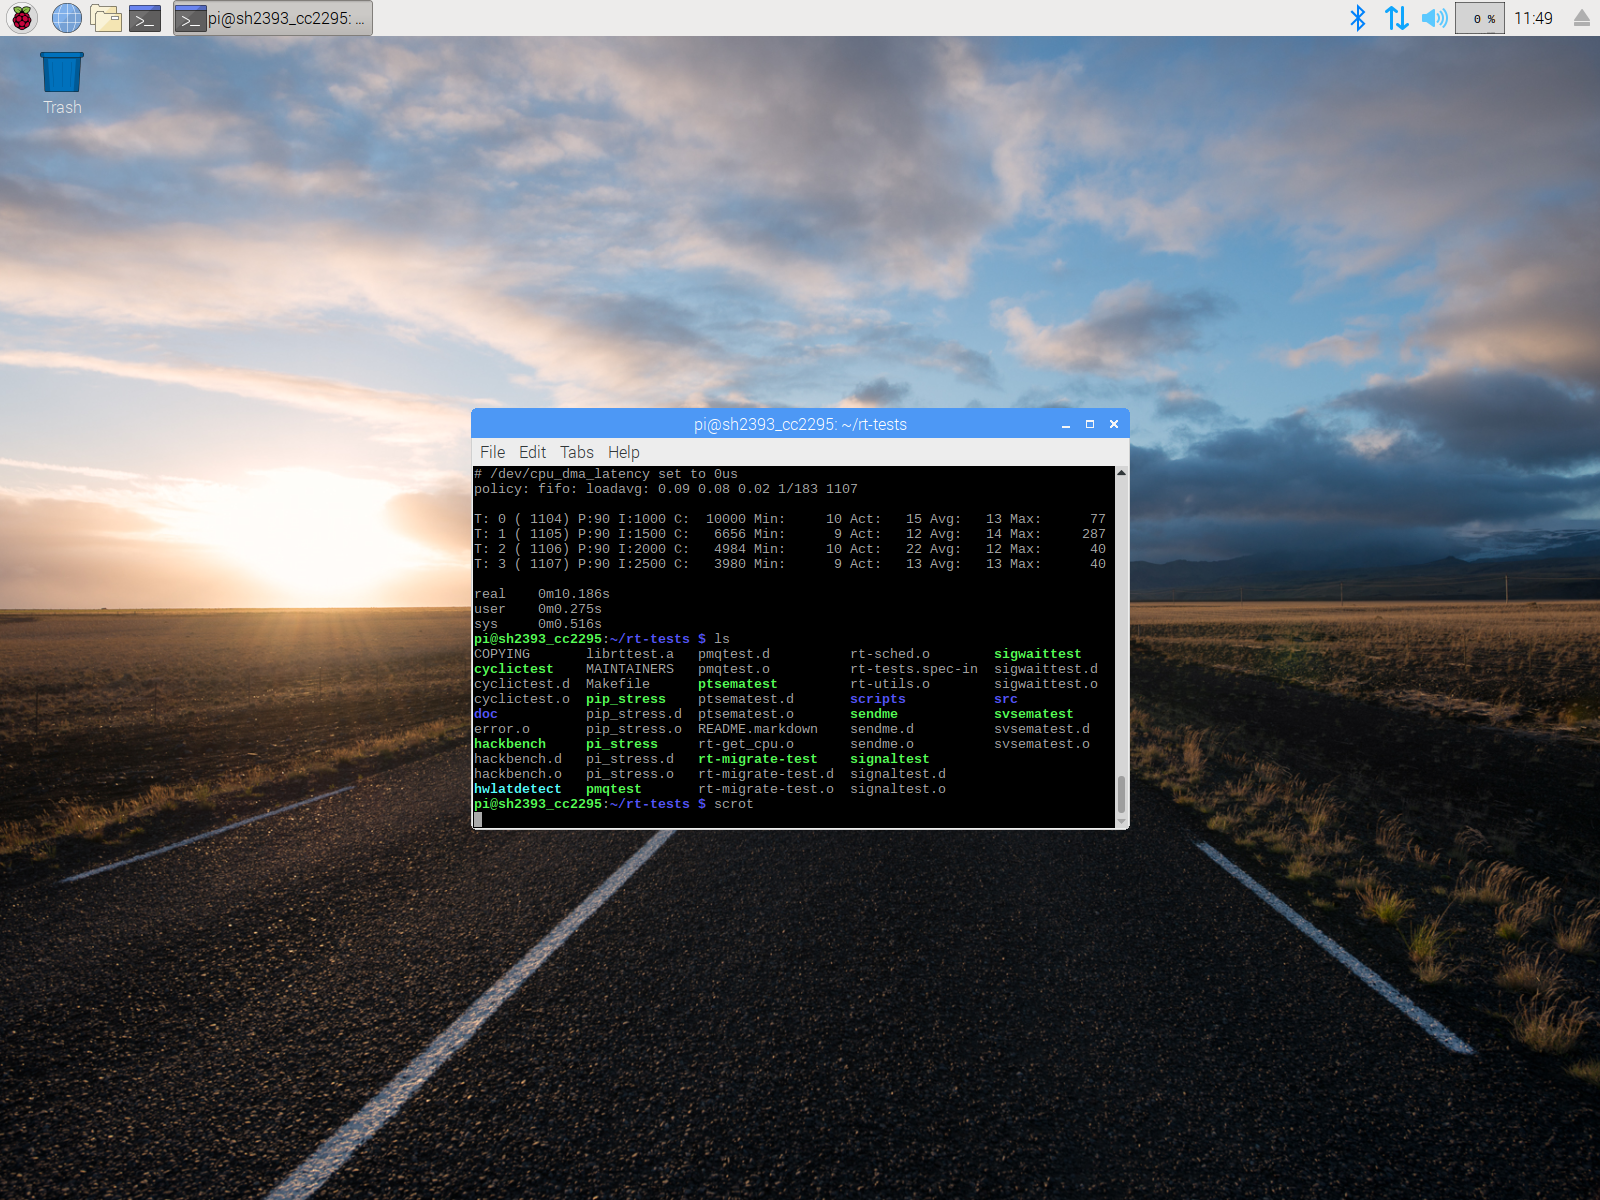 pi@sh2393_cc2295: ...
0 %
11:49
Trash
pi@sh2393_cc2295: ~/rt-tests
File Edit Tabs Help
# /dev/cpu_dma_latency set to 0us
policy: fifo: loadavg: 0.09 0.08 0.02 1/183 1107
T: 0 ( 1104) P:90 I:1000 C:  10000 Min:     10 Act:   15 Avg:   13 Max:      77
T: 1 ( 1105) P:90 I:1500 C:   6656 Min:      9 Act:   12 Avg:   14 Max:     287
T: 2 ( 1106) P:90 I:2000 C:   4984 Min:     10 Act:   22 Avg:   12 Max:      40
T: 3 ( 1107) P:90 I:2500 C:   3980 Min:      9 Act:   13 Avg:   13 Max:      40
real    0m10.186s
user    0m0.275s
sys     0m0.516s
pi@sh2393_cc2295:~/rt-tests $ ls
COPYING       librttest.a   pmqtest.d          rt-sched.o        sigwaittest
cyclictest    MAINTAINERS   pmqtest.o          rt-tests.spec-in  sigwaittest.d
cyclictest.d  Makefile      ptsematest         rt-utils.o        sigwaittest.o
cyclictest.o  pip_stress    ptsematest.d       scripts           src
doc           pip_stress.d  ptsematest.o       sendme            svsematest
error.o       pip_stress.o  README.markdown    sendme.d          svsematest.d
hackbench     pi_stress     rt-get_cpu.o       sendme.o          svsematest.o
hackbench.d   pi_stress.d   rt-migrate-test    signaltest
hackbench.o   pi_stress.o   rt-migrate-test.d  signaltest.d
hwlatdetect   pmqtest       rt-migrate-test.o  signaltest.o
pi@sh2393_cc2295:~/rt-tests $ scrot